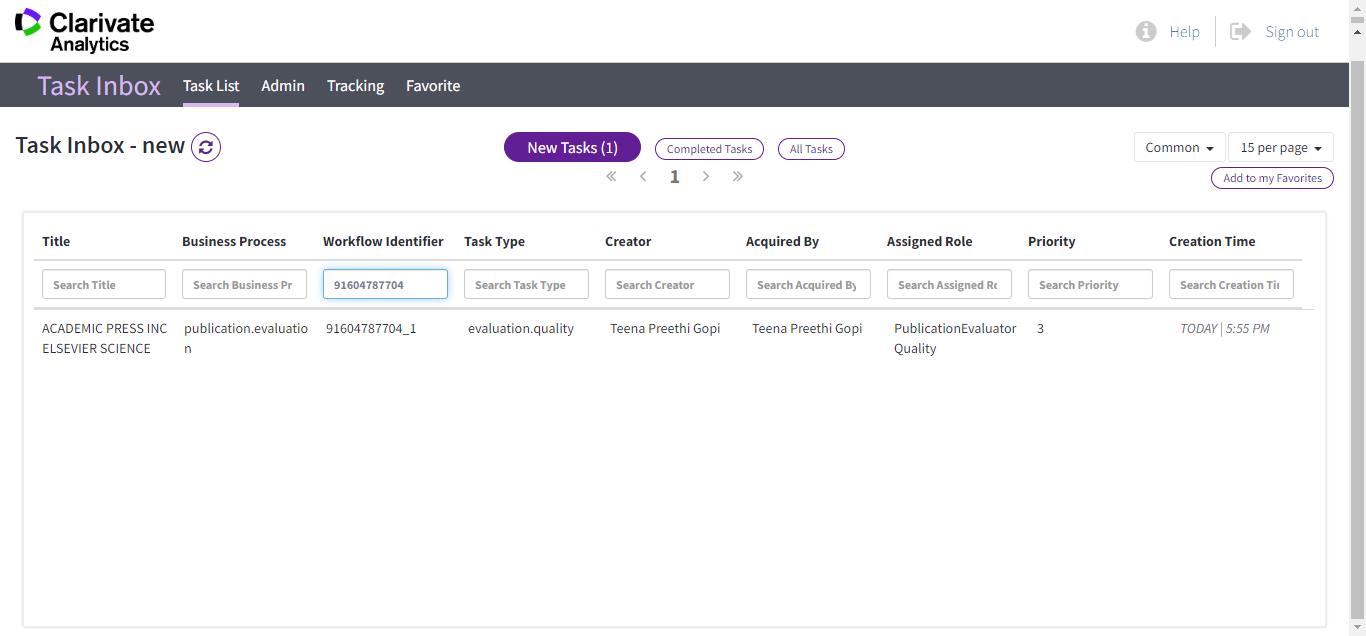 Clarivate
Analytics
Help
Sign out
Task Inbox
Task List
Admin
Tracking
Favorite
Task Inbox - new
New Tasks (1)
Completed Tasks
All Tasks
Common
15 per page
« < 1 > »
Add to my Favorites
Title Business Process Workflow Identifier Task Type Creator Acquired By Assigned Role Priority Creation Time
Search Title Search Business Pr 91604787704 Search Task Type Search Creator Search Acquired By Search Assigned Ro Search Priority Search Creation Tii
ACADEMIC PRESS INC publication.evaluatio 91604787704_1 evaluation.quality Teena Preethi Gopi Teena Preethi Gopi PublicationEvaluator 3 TODAY | 5:55 PM
ELSEVIER SCIENCE n Quality